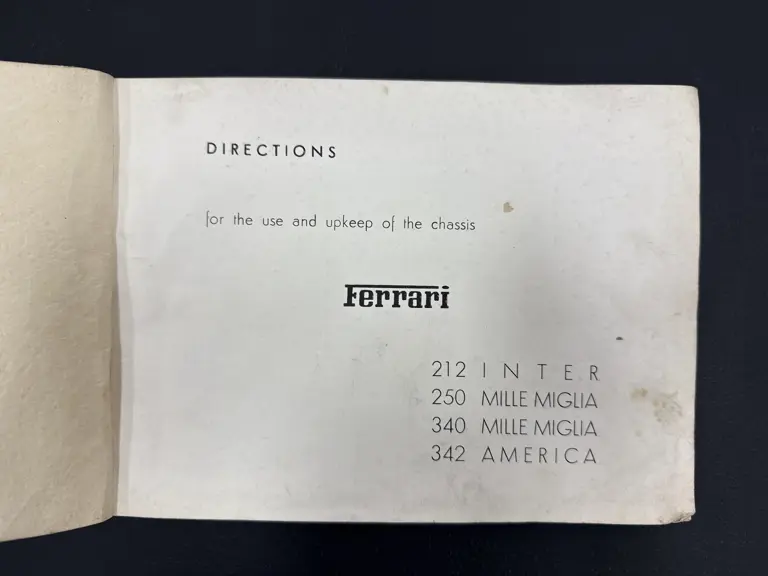 DIRECTIONS
for the use and upkeep of the chassis
Ferrari
212 INTER
250 MILLE MIGLIA
340 MILLE MIGLIA
342 AMERICA